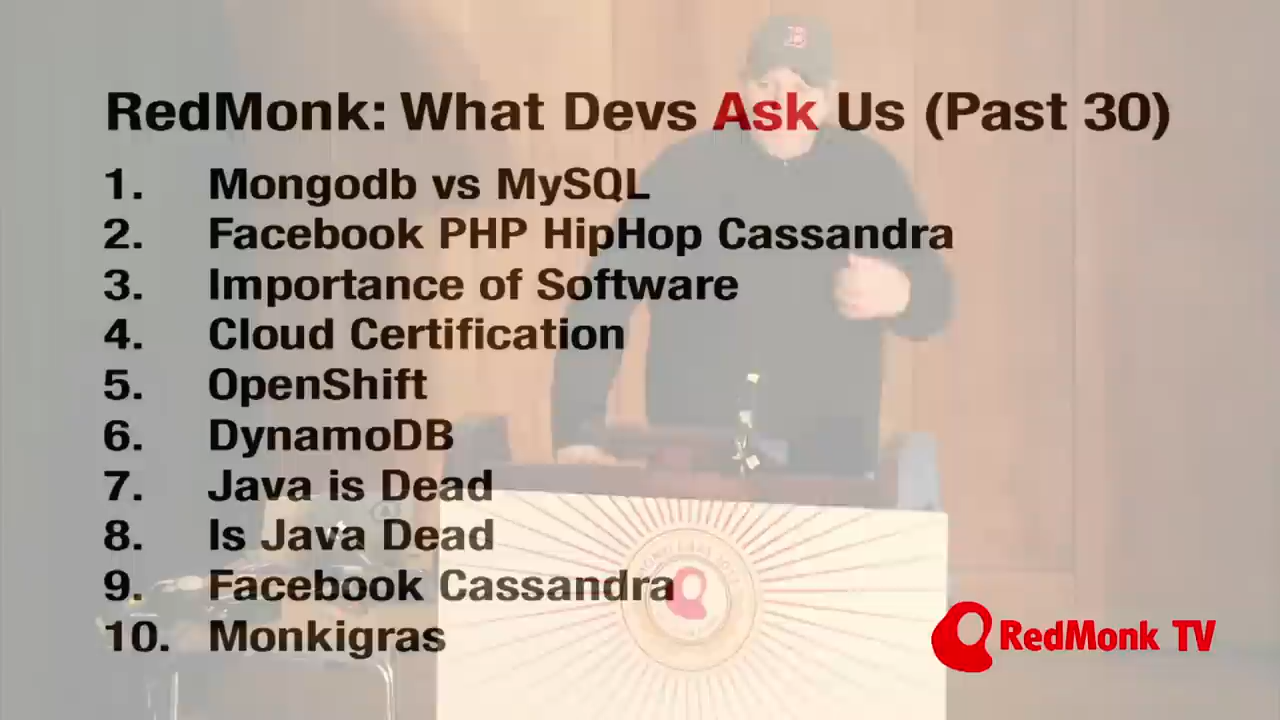 B
RedMonk: What Devs Ask Us (Past 30)
1. Mongodb vs MySQL
2. Facebook PHP HipHop Cassandra
3. Importance of Software
4. Cloud Certification
5. OpenShift
6. DynamoDB
7. Java is Dead
8. Is Java Dead
9. Facebook Cassandra
10. Monkigras
RedMonk TV